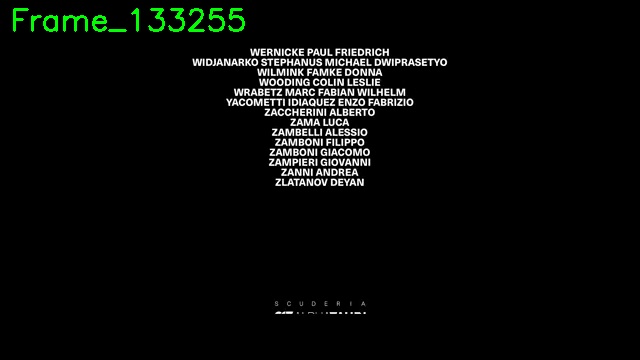 Frame_133255
WERNICKE PAUL FRIEDRICH
WIDJANARKO STEPHANUS MICHAEL DWIPRASETYO
WILMINK FAMKE DONNA
WOODING COLIN LESLIE
WRABETZ MARC FABIAN WILHELM
YACOMETTI IDIAQUEZ ENZO FABRIZIO
ZACCHERINI ALBERTO
ZAMA LUCA
ZAMBELLI ALESSIO
ZAMBONI FILIPPO
ZAMBONI GIACOMO
ZAMPIERI GIOVANNI
ZANNI ANDREA
ZLATANOV DEYAN
SCUDERIA